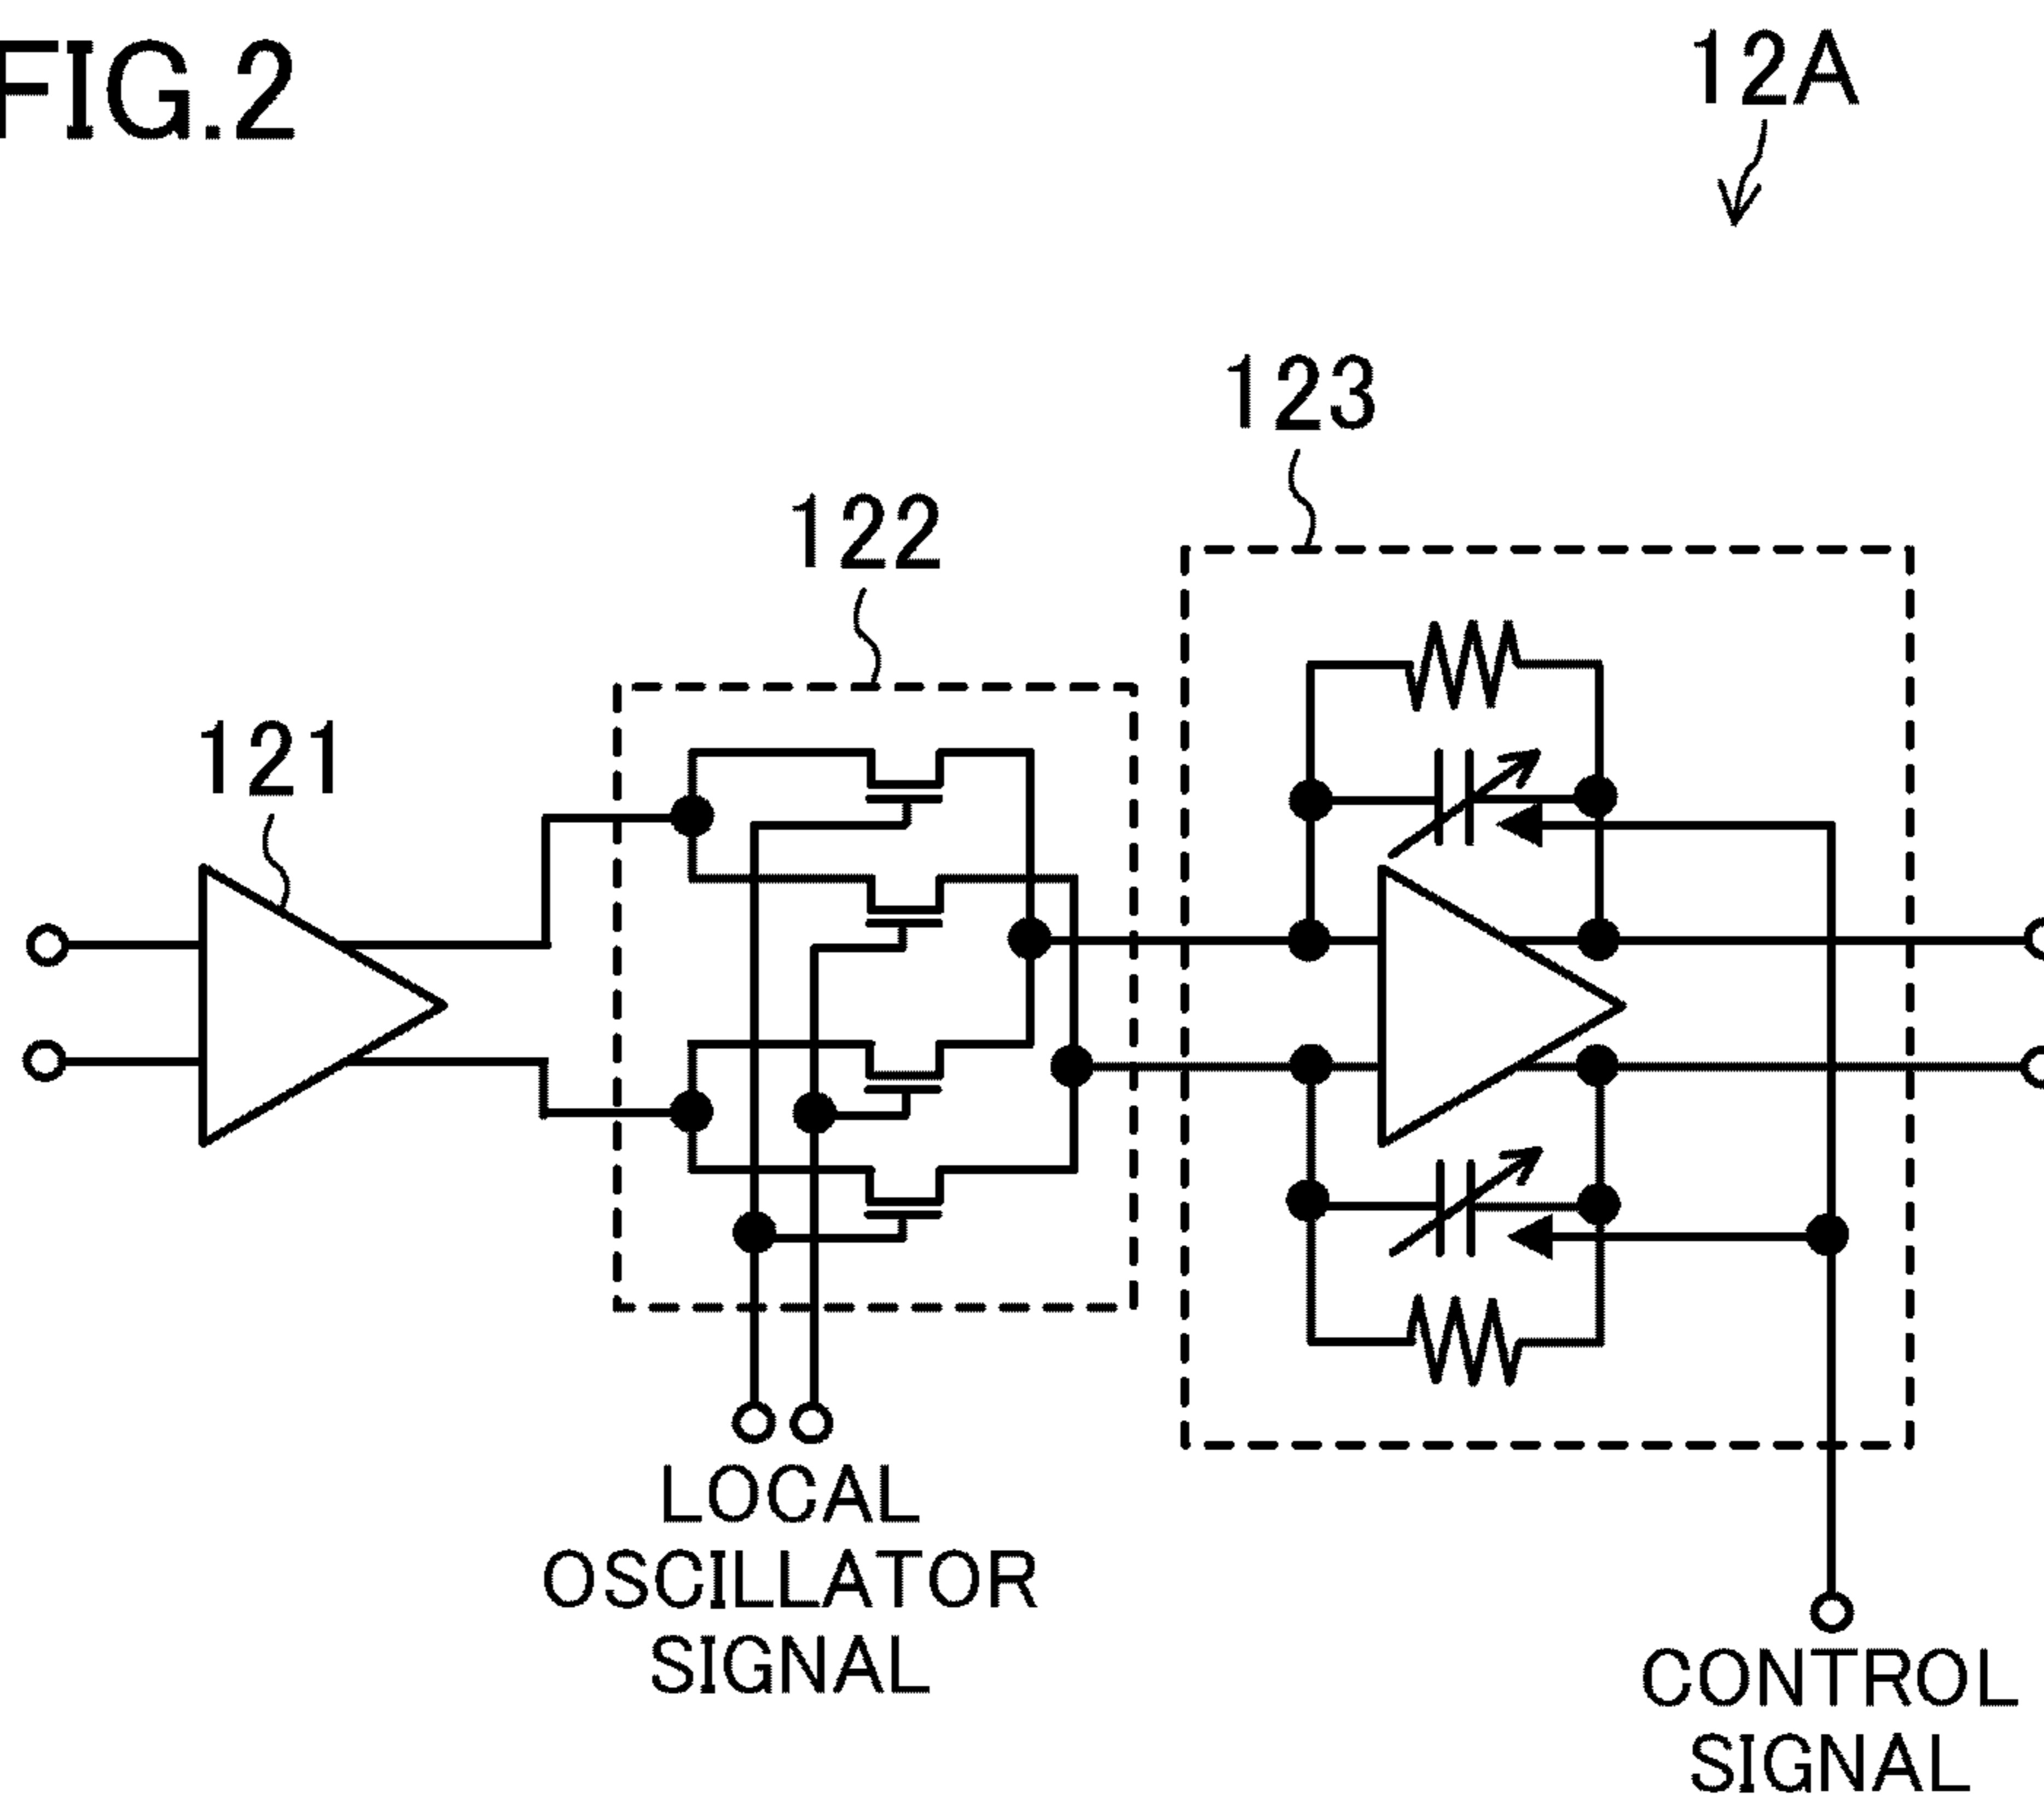 FIG.2
12A
123
122
121
LOCAL
OSCILLATOR
SIGNAL
CONTROL
SIGNAL